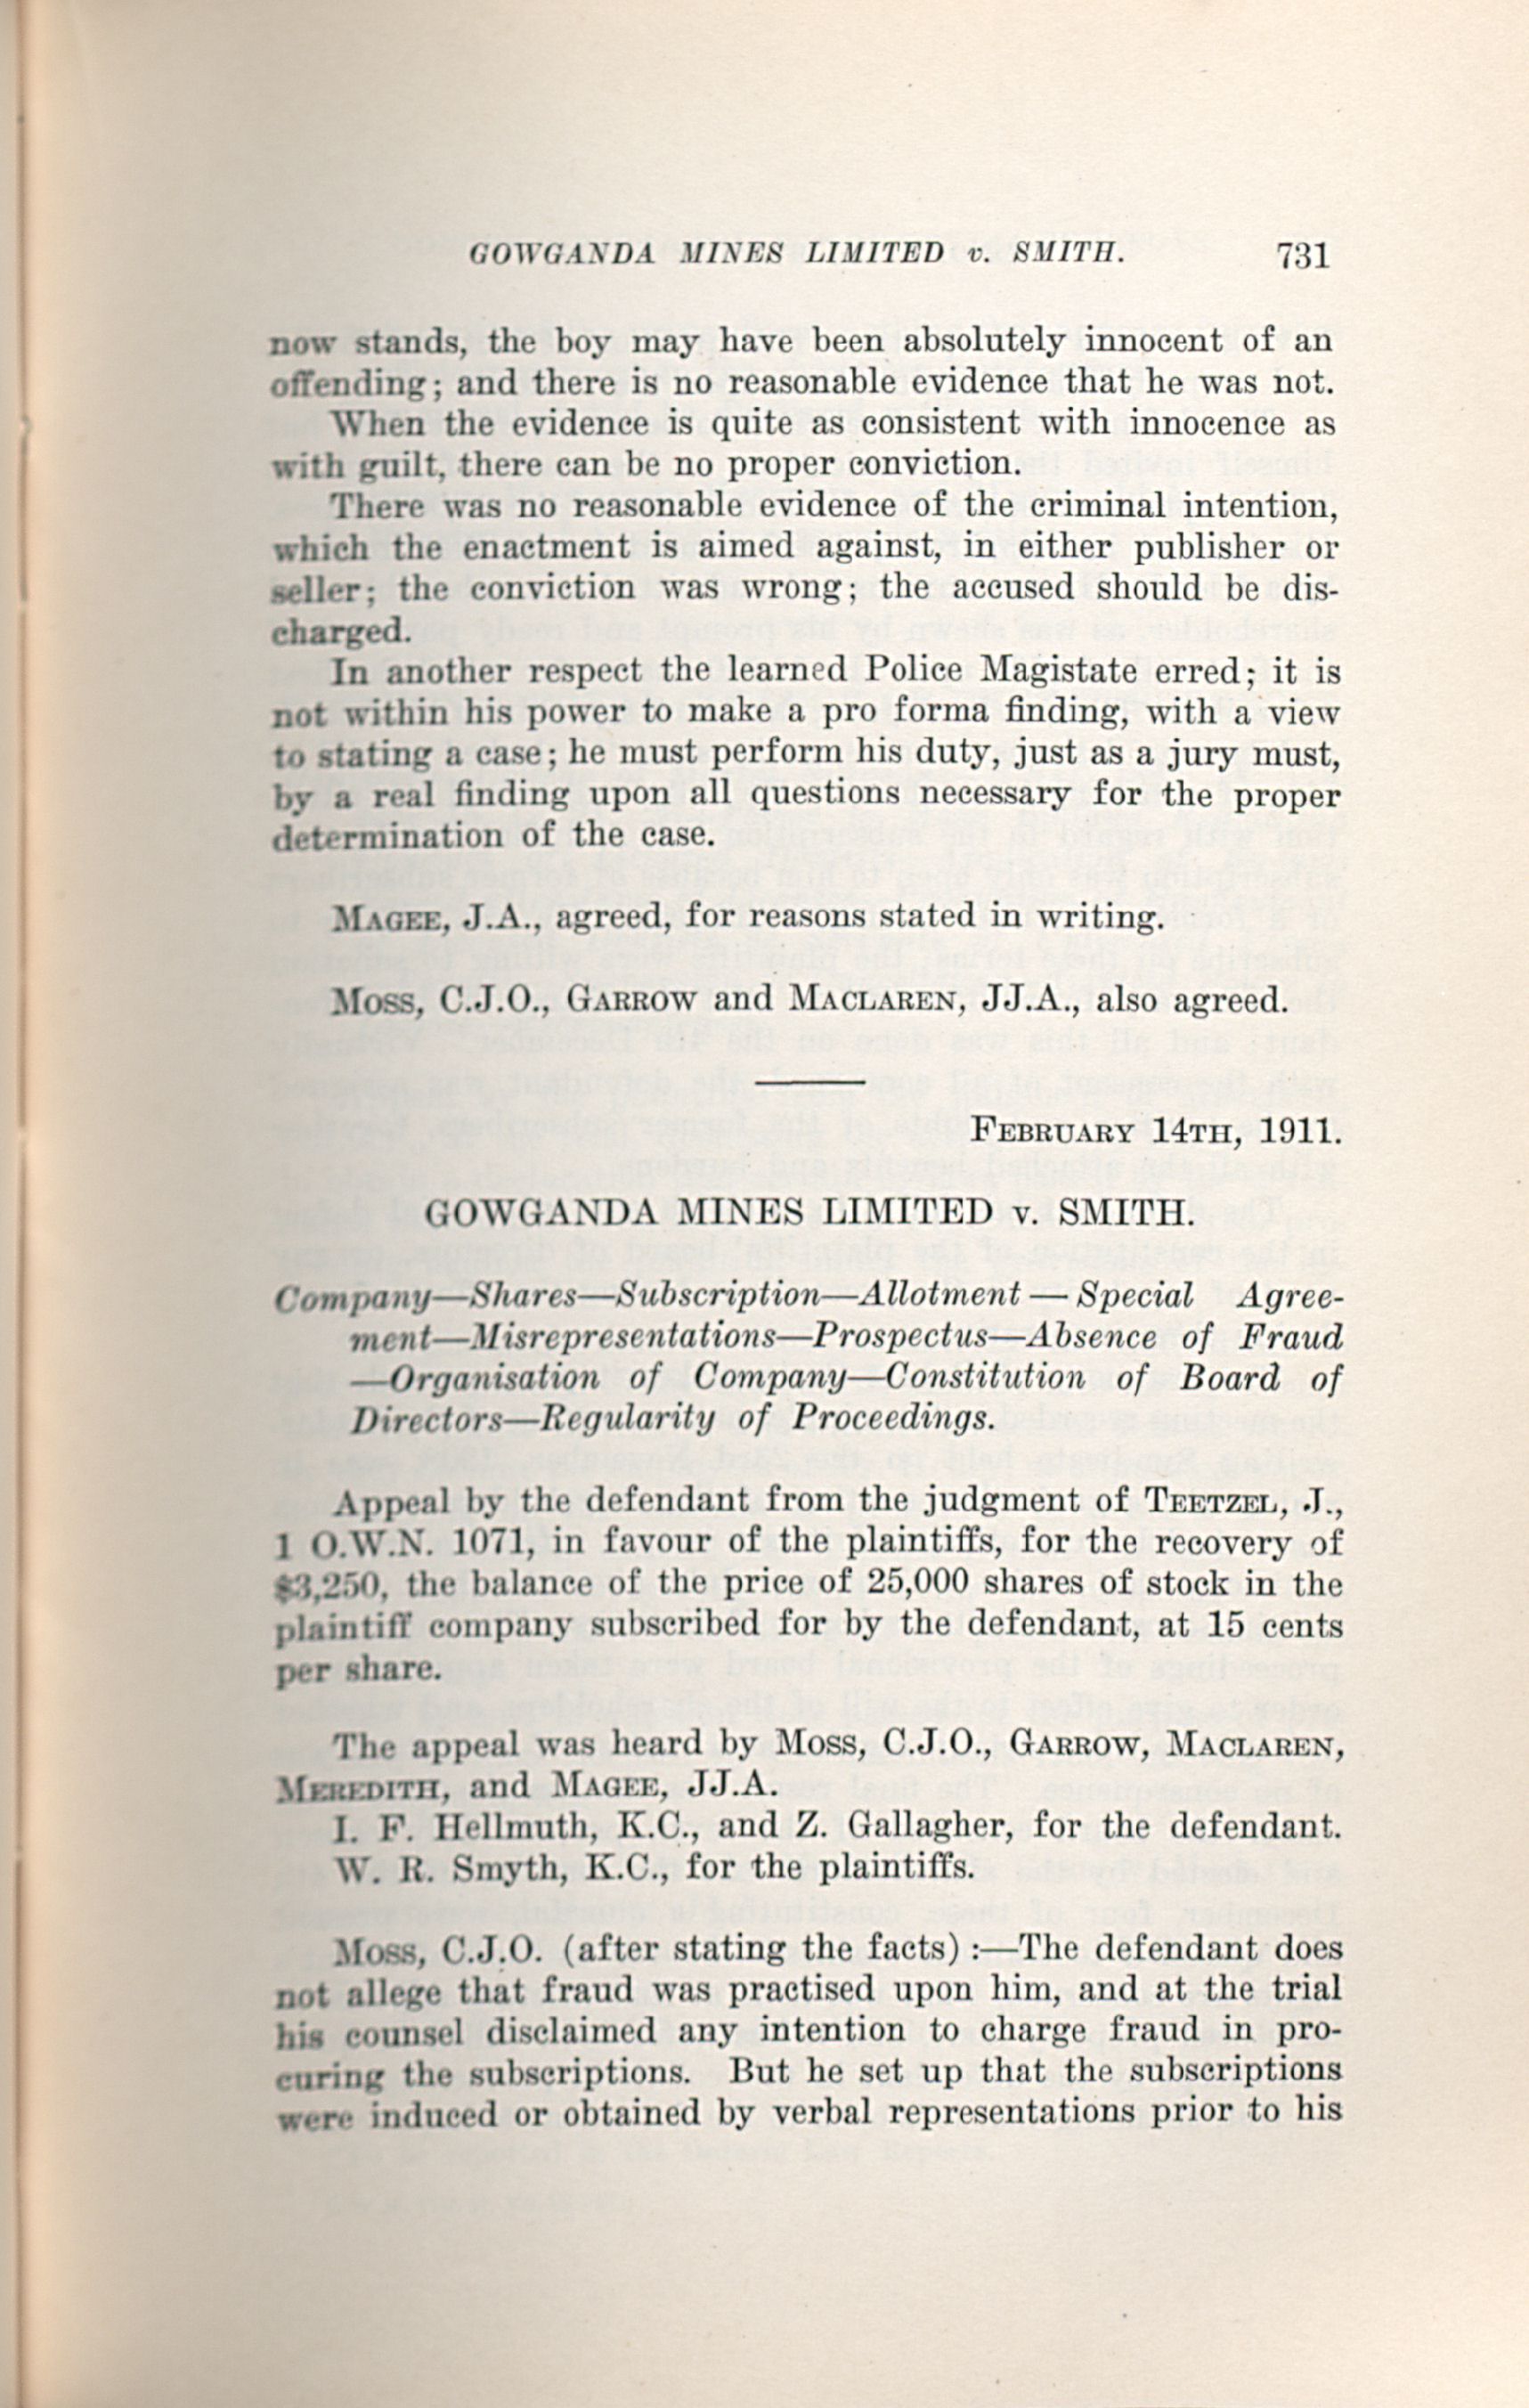 GOWGANDA MINES LIMITED v. SMITH. 731
now stands, the boy may have been absolutely innocent of an
offending; and there is no reasonable evidence that he was not.
When the evidence is quite as consistent with innocence as
with guilt, there can be no proper conviction.
There was no reasonable evidence of the criminal intention,
which the enactment is aimed against, in either publisher or
seller; the conviction was wrong; the accused should be dis-
charged.
In another respect the learned Police Magistate erred; it is
not within his power to make a pro forma finding, with a view
to stating a case; he must perform his duty, just as a jury must,
by a real finding upon all questions necessary for the proper
determination of the case.
MAGEE, J.A., agreed, for reasons stated in writing.
MOSS, C.J.O., GARROW and MACLAREN, JJ.A., also agreed.
FEBRUARY 14TH, 1911.
GOWGANDA MINES LIMITED v. SMITH.
Company—Shares—Subscription—Allotment — Special Agree-
ment—Misrepresentations—Prospectus—Absence of Fraud
—Organisation of Company—Constitution of Board of
Directors—Regularity of Proceedings.
Appeal by the defendant from the judgment of TEETZEL, J.,
1 O.W.N. 1071, in favour of the plaintiffs, for the recovery of
$3,250, the balance of the price of 25,000 shares of stock in the
plaintiff company subscribed for by the defendant, at 15 cents
per share.
The appeal was heard by MOSS, C.J.O., GARROW, MACLAREN,
MEREDITH, and MAGEE, JJ.A.
I. F. Hellmuth, K.C., and Z. Gallagher, for the defendant.
W. R. Smyth, K.C., for the plaintiffs.
MOSS, C.J.O. (after stating the facts) :—The defendant does
not allege that fraud was practised upon him, and at the trial
his counsel disclaimed any intention to charge fraud in pro-
curing the subscriptions. But he set up that the subscriptions
were induced or obtained by verbal representations prior to his